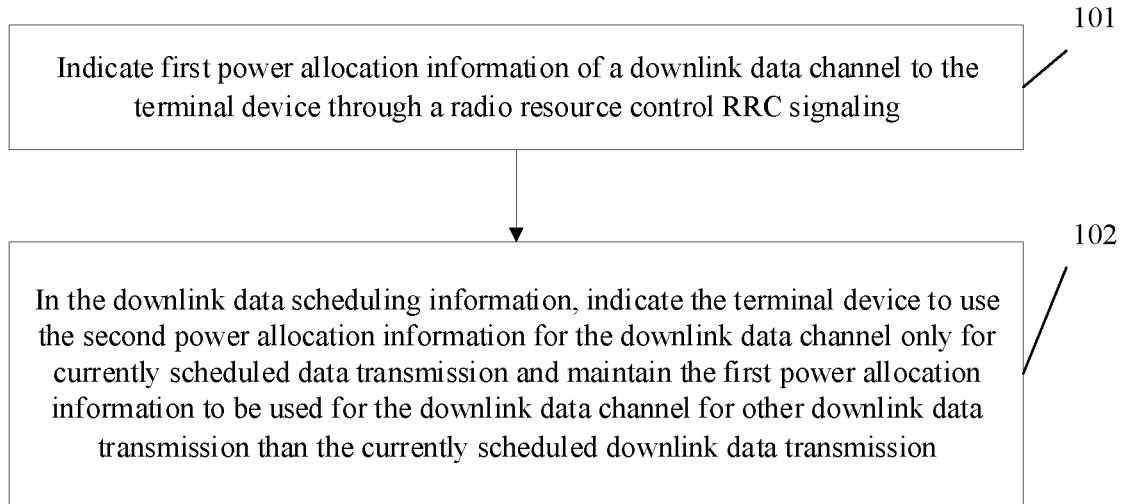 101
Indicate first power allocation information of a downlink data channel to the
terminal device through a radio resource control RRC signaling
102
In the downlink data scheduling information, indicate the terminal device to use
the second power allocation information for the downlink data channel only for
currently scheduled data transmission and maintain the first power allocation
information to be used for the downlink data channel for other downlink data
transmission than the currently scheduled downlink data transmission